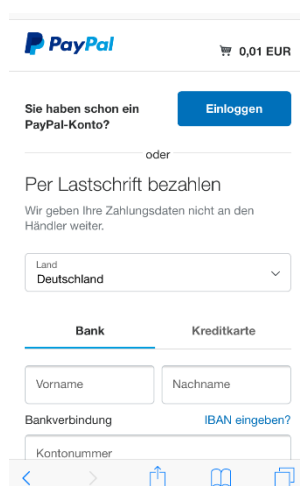 PayPal
0,01 EUR
Sie haben schon ein
PayPal-Konto?
Einloggen
oder
Per Lastschrift bezahlen
Wir geben Ihre Zahlungsdaten nicht an den
Händler weiter.
Land
Deutschland
Bank
Kreditkarte
Vorname
Nachname
Bankverbindung
IBAN eingeben?
Kontonummer